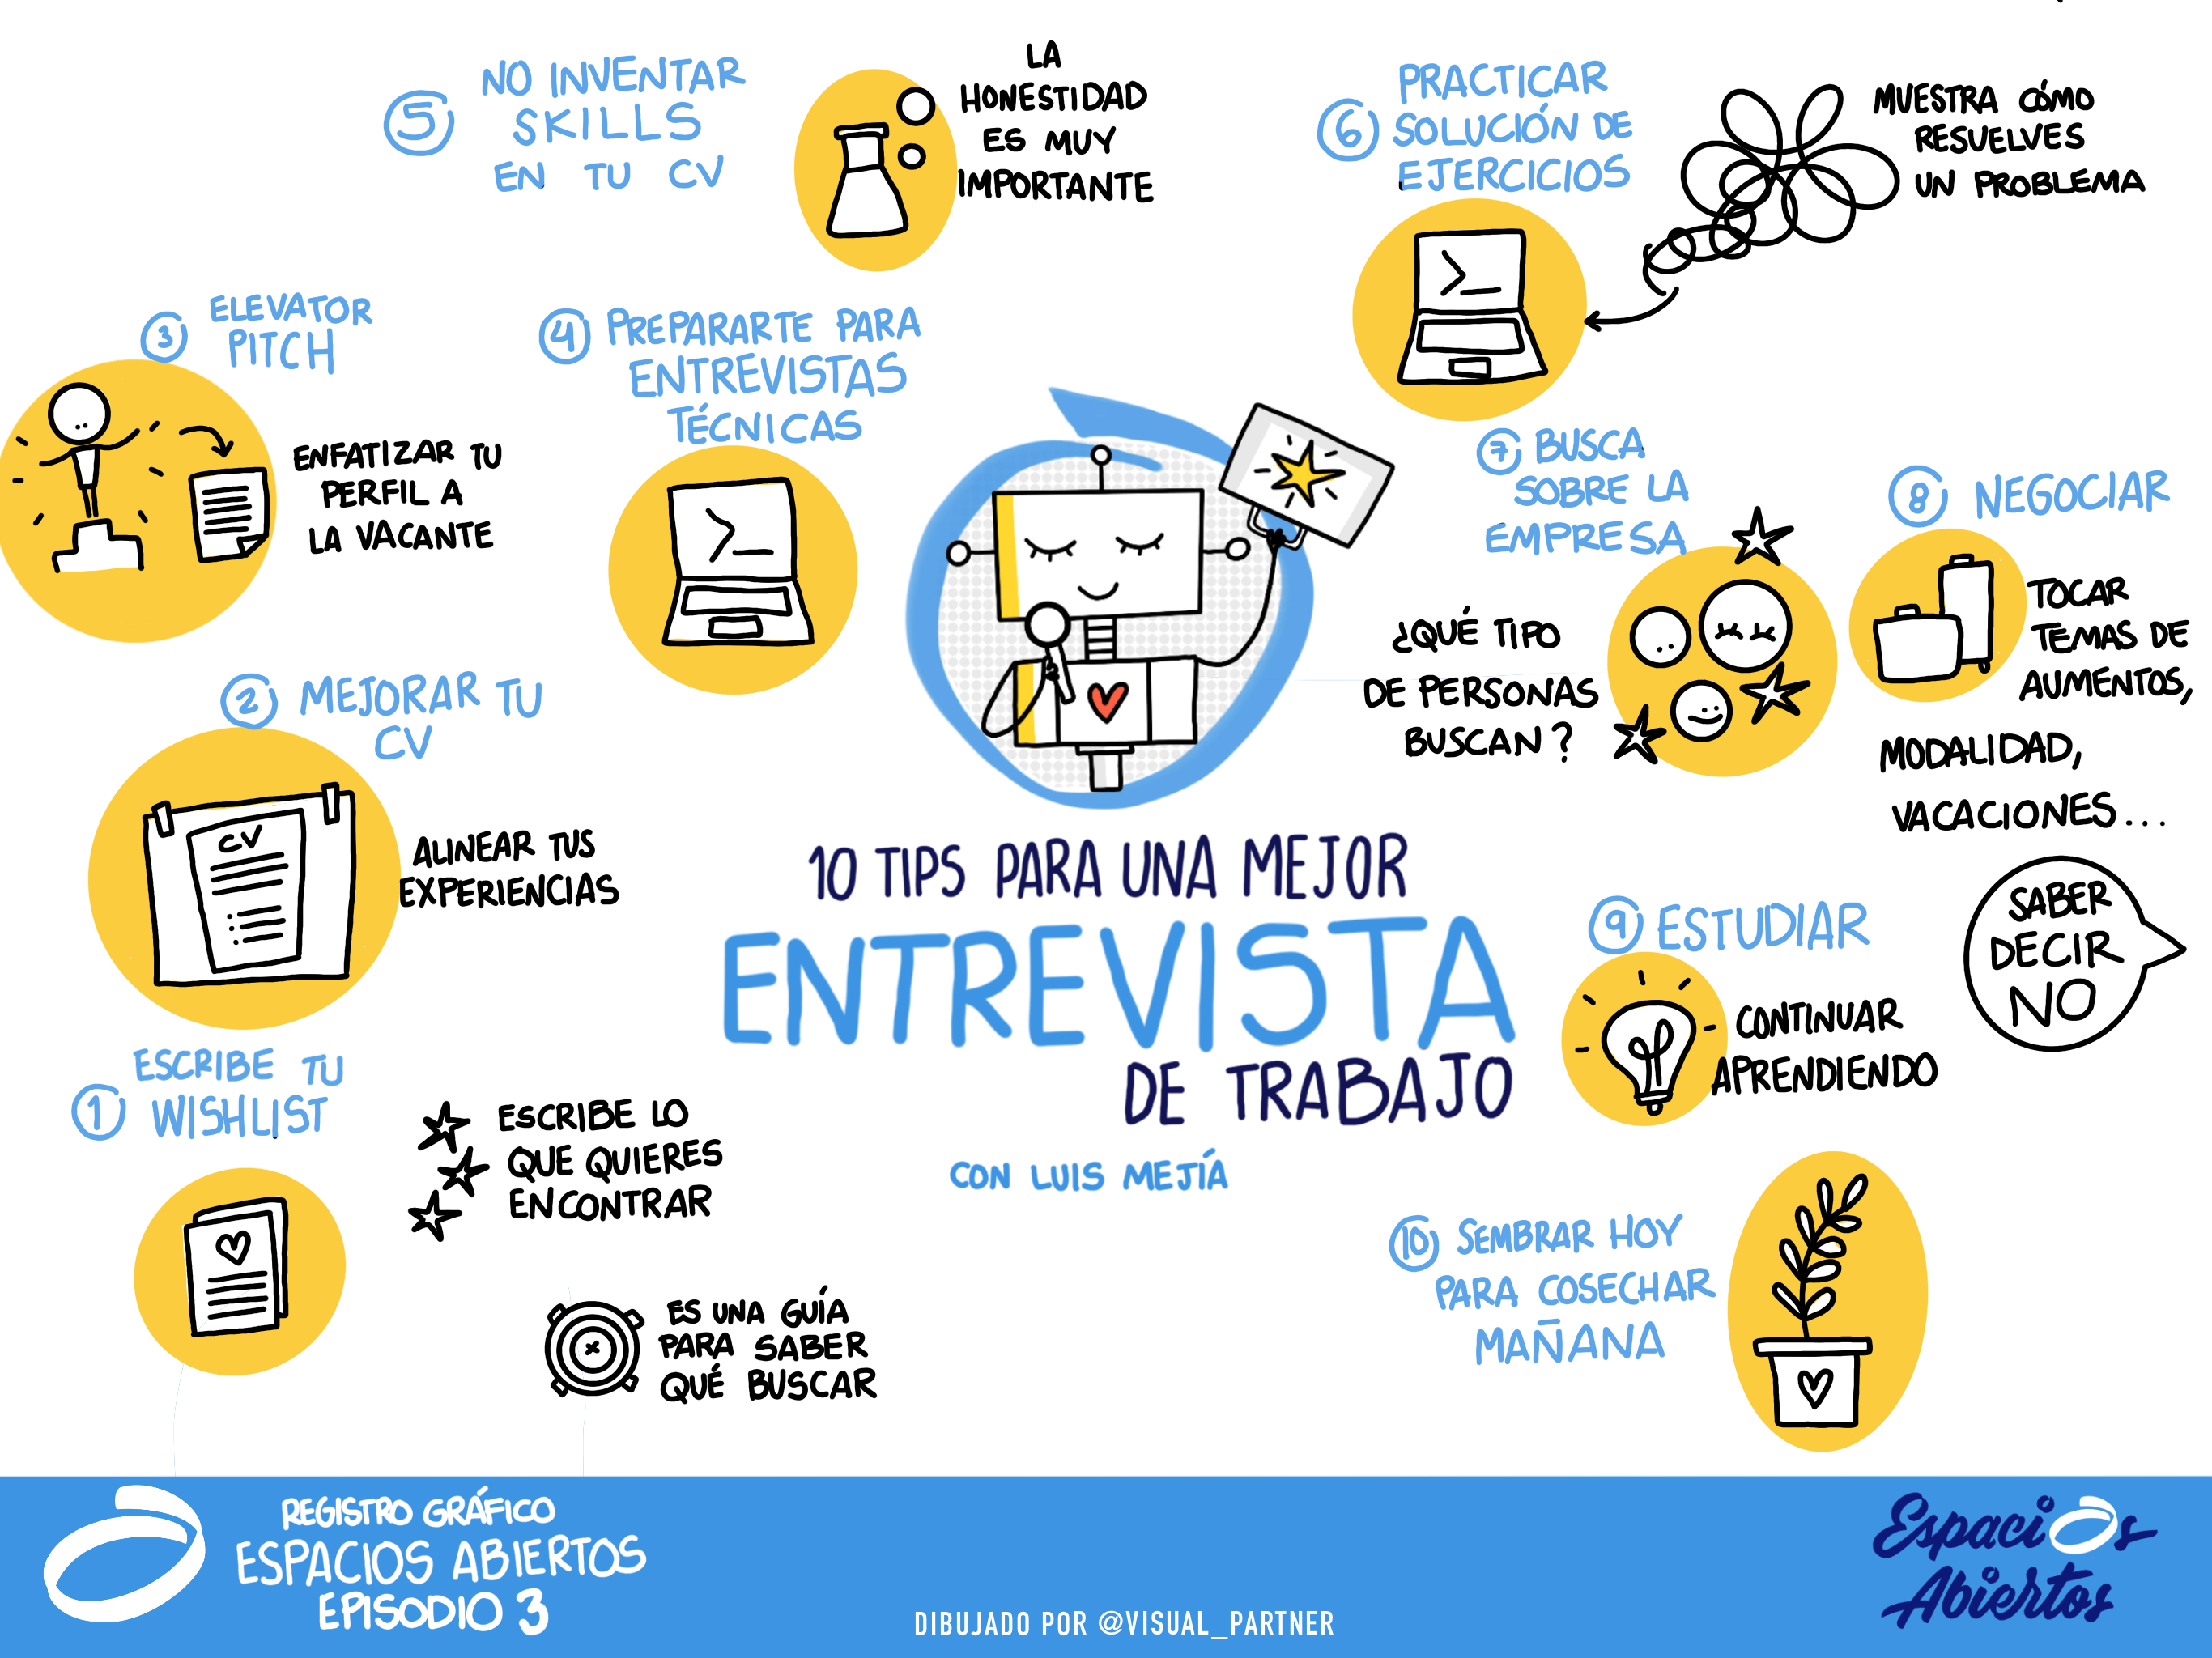 10 TIPS PARA UNA MEJOR
ENTREVISTA
DE TRABAJO
CON LUIS MEJÍA
1 ESCRIBE TU
WISHLIST
ESCRIBE LO
QUE QUIERES
ENCONTRAR
ES UNA GUÍA
PARA SABER
QUÉ BUSCAR
2 MEJORAR TU
CV
CV
ALINEAR TUS
EXPERIENCIAS
3 ELEVATOR
PITCH
ENFATIZAR TU
PERFIL A
LA VACANTE
4 PREPARARTE PARA
ENTREVISTAS
TÉCNICAS
>_
5 NO INVENTAR
SKILLS
EN TU CV
LA
HONESTIDAD
ES MUY
IMPORTANTE
6 PRACTICAR
SOLUCIÓN DE
EJERCICIOS
>_
MUESTRA CÓMO
RESUELVES
UN PROBLEMA
7 BUSCA
SOBRE LA
EMPRESA
¿QUÉ TIPO
DE PERSONAS
BUSCAN?
8 NEGOCIAR
TOCAR
TEMAS DE
AUMENTOS,
MODALIDAD,
VACACIONES...
SABER
DECIR
NO
9 ESTUDIAR
CONTINUAR
APRENDIENDO
10 SEMBRAR HOY
PARA COSECHAR
MAÑANA
REGISTRO GRÁFICO
ESPACIOS ABIERTOS
EPISODIO 3
DIBUJADO POR @VISUAL_PARTNER
Espacios
Abiertos